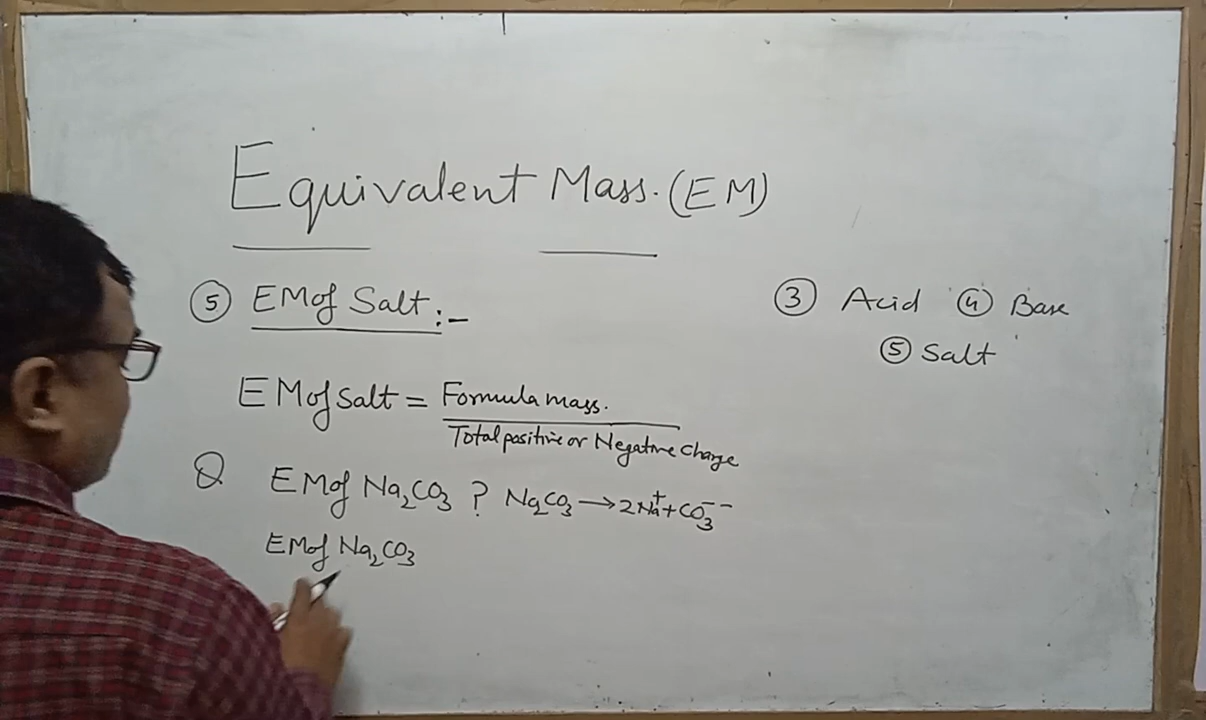 Equivalent Mass. (EM)
⑤ EM of Salt :-
③ Acid ④ Base
⑤ Salt
EM of Salt = Formula mass.
Total positive or Negative Charge
Q EM of Na₂CO₃ ? Na₂CO₃ → 2Na⁺ + CO₃⁻⁻
EM of Na₂CO₃